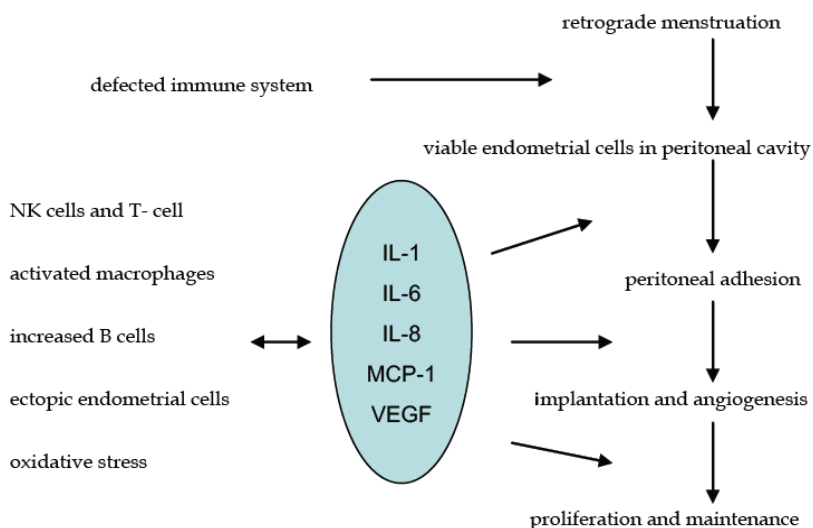 retrograde menstruation
defected immune system
viable endometrial cells in peritoneal cavity
NK cells and T- cell
activated macrophages
increased B cells
ectopic endometrial cells
oxidative stress
IL-1
IL-6
IL-8
MCP-1
VEGF
peritoneal adhesion
implantation and angiogenesis
proliferation and maintenance